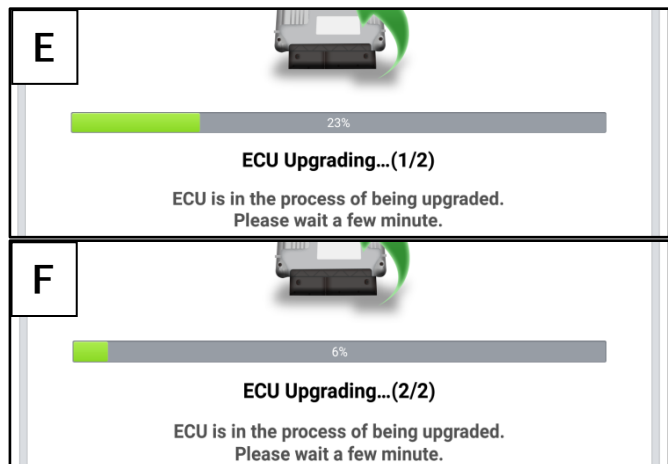 E
23%
ECU Upgrading...(1/2)
ECU is in the process of being upgraded.
Please wait a few minute.
F
6%
ECU Upgrading...(2/2)
ECU is in the process of being upgraded.
Please wait a few minute.